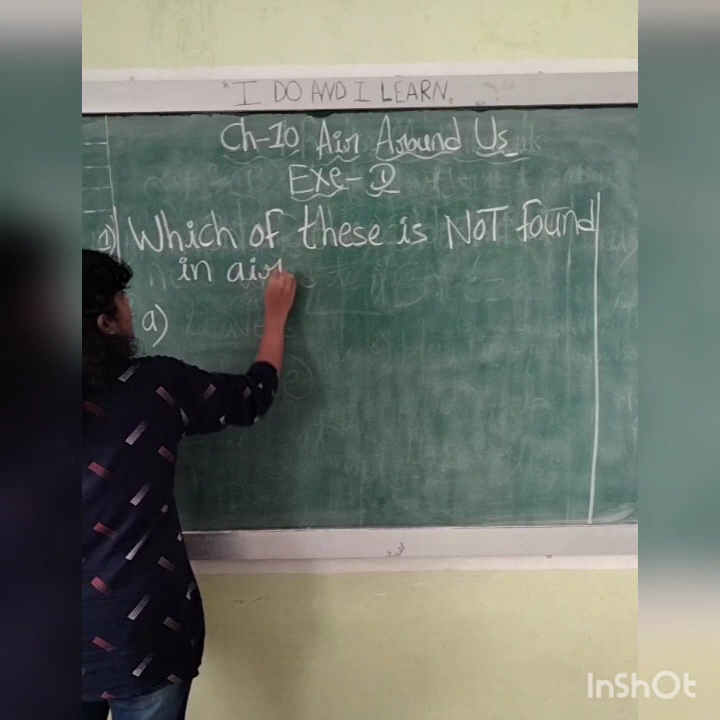 I DO AND I LEARN.
Ch-10 Air Around Us
Exe-D
1) Which of these is NOT found
in air
a)
InShOt